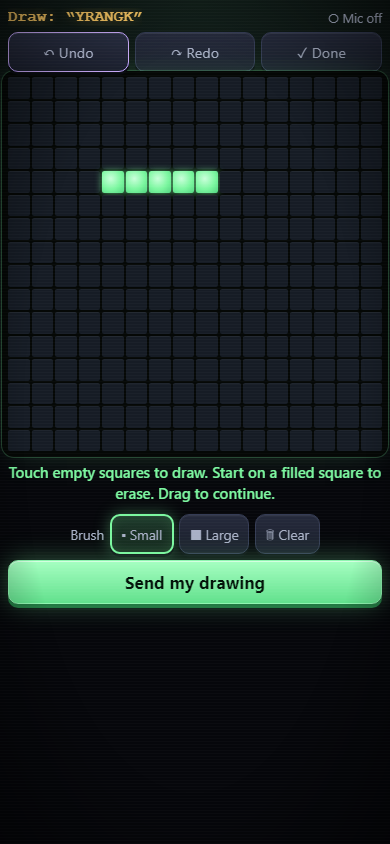 Draw: “YRANGK”
Mic off
Undo Redo Done
Touch empty squares to draw. Start on a filled square to
erase. Drag to continue.
Brush Small Large Clear
Send my drawing